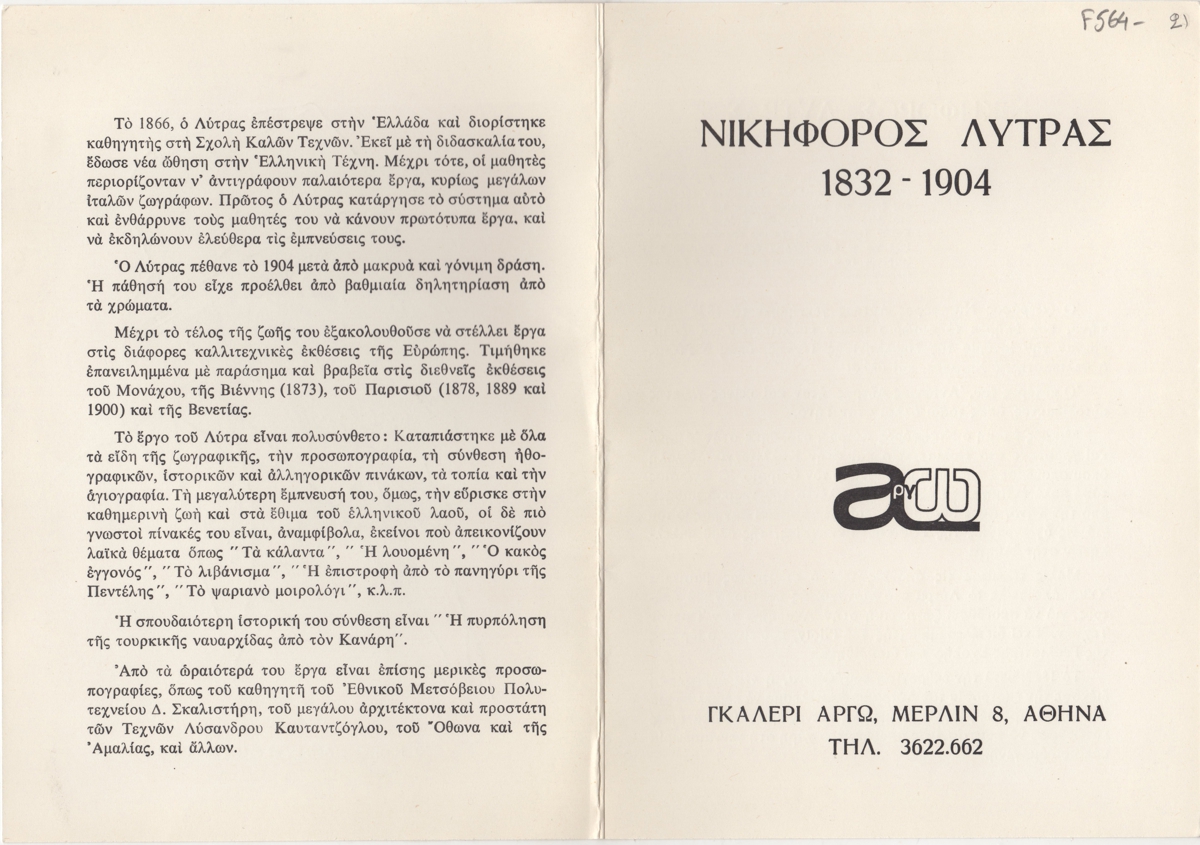 Τὸ 1866, ὁ Λύτρας ἐπέστρεψε στὴν Ἑλλάδα καὶ διορίστηκε
καθηγητὴς στὴ Σχολὴ Καλῶν Τεχνῶν. Ἐκεῖ μὲ τὴ διδασκαλία του,
ἔδωσε νέα ὤθηση στὴν Ἑλληνικὴ Τέχνη. Μέχρι τότε, οἱ μαθητὲς
περιορίζονταν ν' ἀντιγράφουν παλαιότερα ἔργα, κυρίως μεγάλων
ἰταλῶν ζωγράφων. Πρῶτος ὁ Λύτρας κατάργησε τὸ σύστημα αὐτὸ
καὶ ἐνθάρρυνε τοὺς μαθητές του νὰ κάνουν πρωτότυπα ἔργα, καὶ
νὰ ἐκδηλώνουν ἐλεύθερα τὶς ἐμπνεύσεις τους.
Ὁ Λύτρας πέθανε τὸ 1904 μετὰ ἀπὸ μακρυὰ καὶ γόνιμη δράση.
Ἡ πάθησή του εἶχε προέλθει ἀπὸ βαθμιαία δηλητηρίαση ἀπὸ
τὰ χρώματα.
Μέχρι τὸ τέλος τῆς ζωῆς του ἐξακολουθοῦσε νὰ στέλλει ἔργα
στὶς διάφορες καλλιτεχνικὲς ἐκθέσεις τῆς Εὐρώπης. Τιμήθηκε
ἐπανειλημμένα μὲ παράσημα καὶ βραβεῖα στὶς διεθνεῖς ἐκθέσεις
τοῦ Μονάχου, τῆς Βιέννης (1873), τοῦ Παρισιοῦ (1878, 1889 καὶ
1900) καὶ τῆς Βενετίας.
Τὸ ἔργο τοῦ Λύτρα εἶναι πολυσύνθετο: Καταπιάστηκε μὲ ὅλα
τὰ εἴδη τῆς ζωγραφικῆς, τὴν προσωπογραφία, τὴ σύνθεση ἠθο-
γραφικῶν, ἱστορικῶν καὶ ἀλληγορικῶν πινάκων, τὰ τοπία καὶ τὴν
ἁγιογραφία. Τὴ μεγαλύτερη ἔμπνευσή του, ὅμως, τὴν εὕρισκε στὴν
καθημερινὴ ζωὴ καὶ στὰ ἔθιμα τοῦ ἑλληνικοῦ λαοῦ, οἱ δὲ πιὸ
γνωστοὶ πίνακές του εἶναι, ἀναμφίβολα, ἐκεῖνοι ποὺ ἀπεικονίζουν
λαϊκὰ θέματα ὅπως "Τὰ κάλαντα", "Ἡ λουομένη", "Ὁ κακὸς
ἐγγονός", "Τὸ λιβάνισμα", "Ἡ ἐπιστροφὴ ἀπὸ τὸ πανηγύρι τῆς
Πεντέλης", "Τὸ ψαριανὸ μοιρολόγι", κ.λ.π.
Ἡ σπουδαιότερη ἱστορική του σύνθεση εἶναι "Ἡ πυρπόληση
τῆς τουρκικῆς ναυαρχίδας ἀπὸ τὸν Κανάρη".
Ἀπὸ τὰ ὡραιότερά του ἔργα εἶναι ἐπίσης μερικὲς προσω-
πογραφίες, ὅπως τοῦ καθηγητῆ τοῦ Ἐθνικοῦ Μετσόβειου Πολυ-
τεχνείου Δ. Σκαλιστήρη, τοῦ μεγάλου ἀρχιτέκτονα καὶ προστάτη
τῶν Τεχνῶν Λύσανδρου Καυταντζόγλου, τοῦ Ὄθωνα καὶ τῆς
Ἀμαλίας, καὶ ἄλλων.
F564- 2)
ΝΙΚΗΦΟΡΟΣ ΛΥΤΡΑΣ
1832 - 1904
αργω
ΓΚΑΛΕΡΙ ΑΡΓΩ, ΜΕΡΛΙΝ 8, ΑΘΗΝΑ
ΤΗΛ. 3622.662